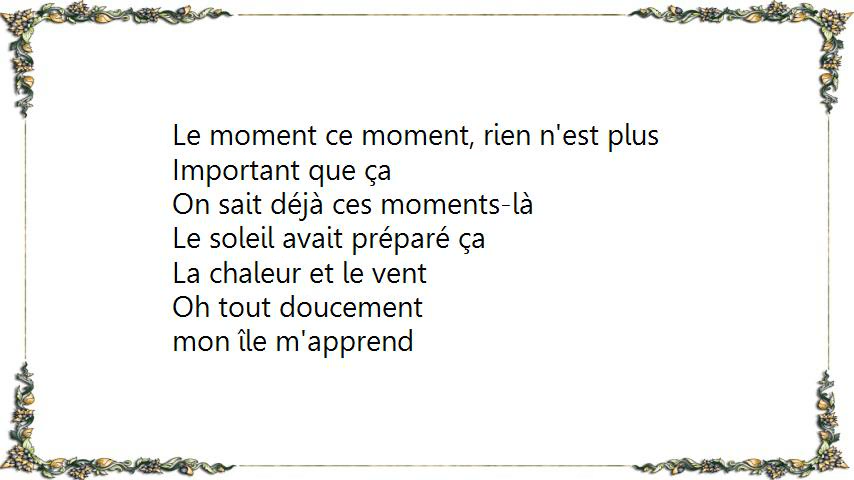 Le moment ce moment, rien n'est plus
Important que ça
On sait déjà ces moments-là
Le soleil avait préparé ça
La chaleur et le vent
Oh tout doucement
mon île m'apprend